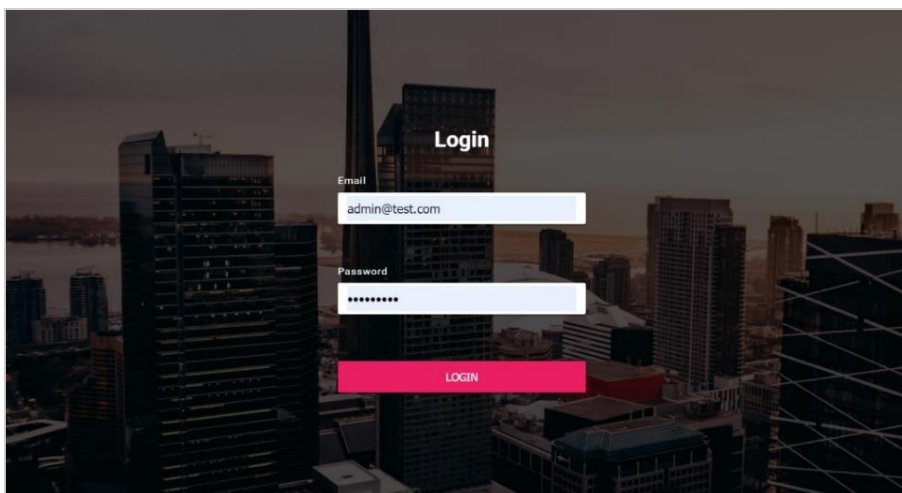 Login
Email
admin@test.com
Password
•••••••••
LOGIN